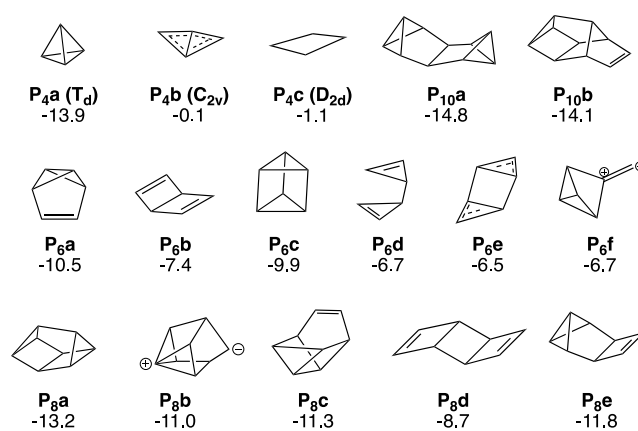 P₄a (T_d) P₄b (C₂ᵥ) P₄c (D_2d) P₁₀a P₁₀b
-13.9 -0.1 -1.1 -14.8 -14.1
⊕ ⊕
P₆a P₆b P₆c P₆d P₆e P₆f
-10.5 -7.4 -9.9 -6.7 -6.5 -6.7
⊕ ⊖
P₈a P₈b P₈c P₈d P₈e
-13.2 -11.0 -11.3 -8.7 -11.8